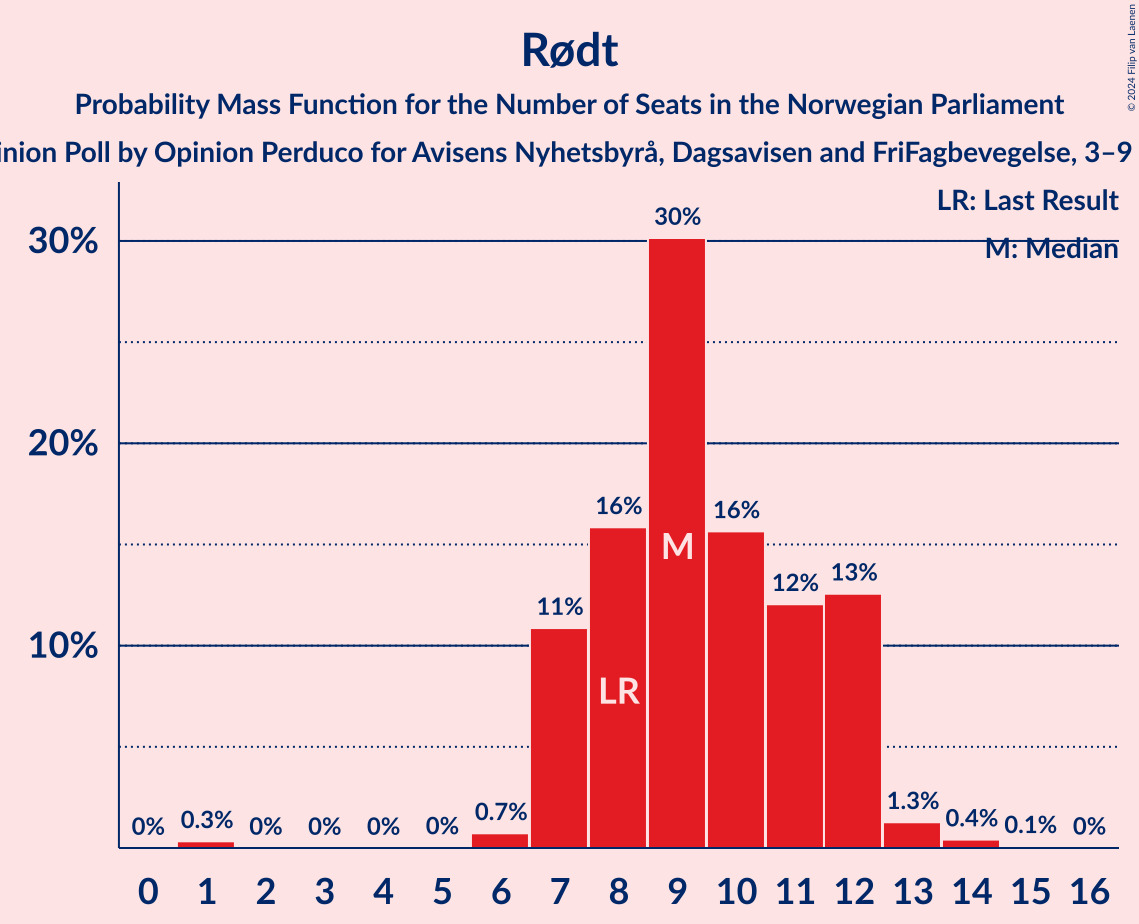 Rødt
Probability Mass Function for the Number of Seats in the Norwegian Parliament
Poll by Opinion Perduco for Avisens Nyhetsbyrå, Dagsavisen and FriFagbevegelse, 3–9
© 2024 Filip van Laenen
LR: Last Result
M: Median
30%
20%
10%
0% 0.3% 0% 0% 0% 0% 0.7% 11% 16% 30% 16% 12% 13% 1.3% 0.4% 0.1% 0%
M
LR
0 1 2 3 4 5 6 7 8 9 10 11 12 13 14 15 16